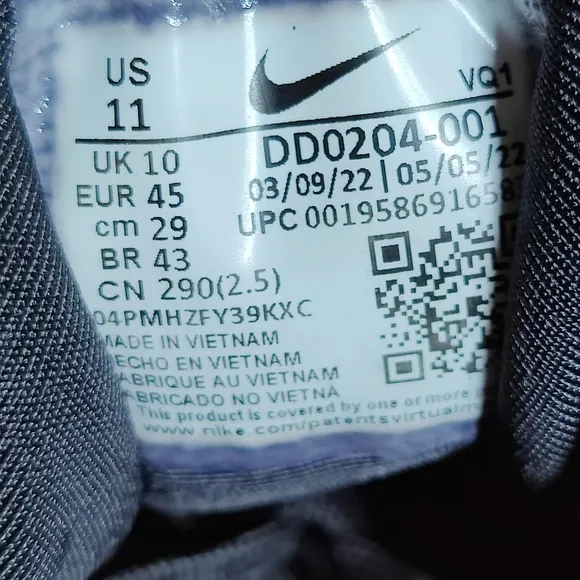 US
11
VQ1
UK 10
EUR 45
cm 29
BR 43
CN 290(2.5)
DD0204-001
03/09/22 | 05/05/22
UPC 00195869165
04PMHZFY39KXC
MADE IN VIETNAM
HECHO EN VIETNAM
FABRIQUE AU VIETNAM
FABRICADO NO VIETNA
This product is covered by one or more
www.nike.com/patentsvirtualm